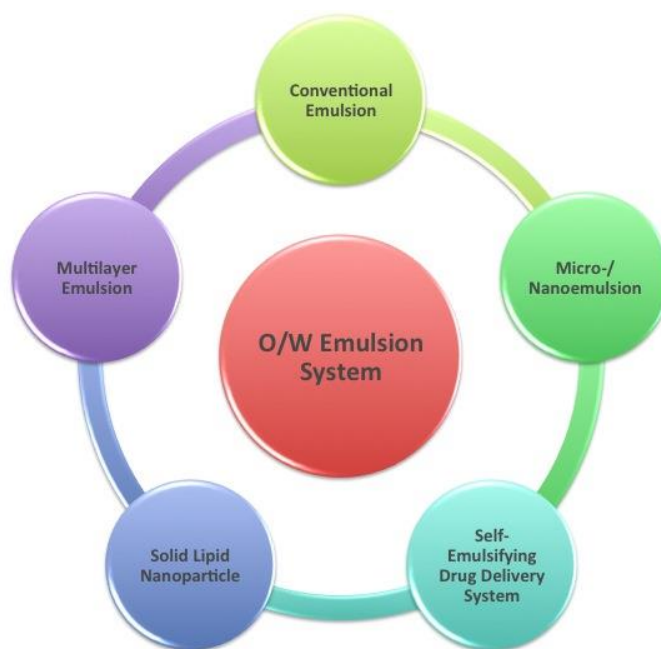 Conventional
Emulsion
Micro-/
Nanoemulsion
Self-
Emulsifying
Drug Delivery
System
Solid Lipid
Nanoparticle
Multilayer
Emulsion
O/W Emulsion
System